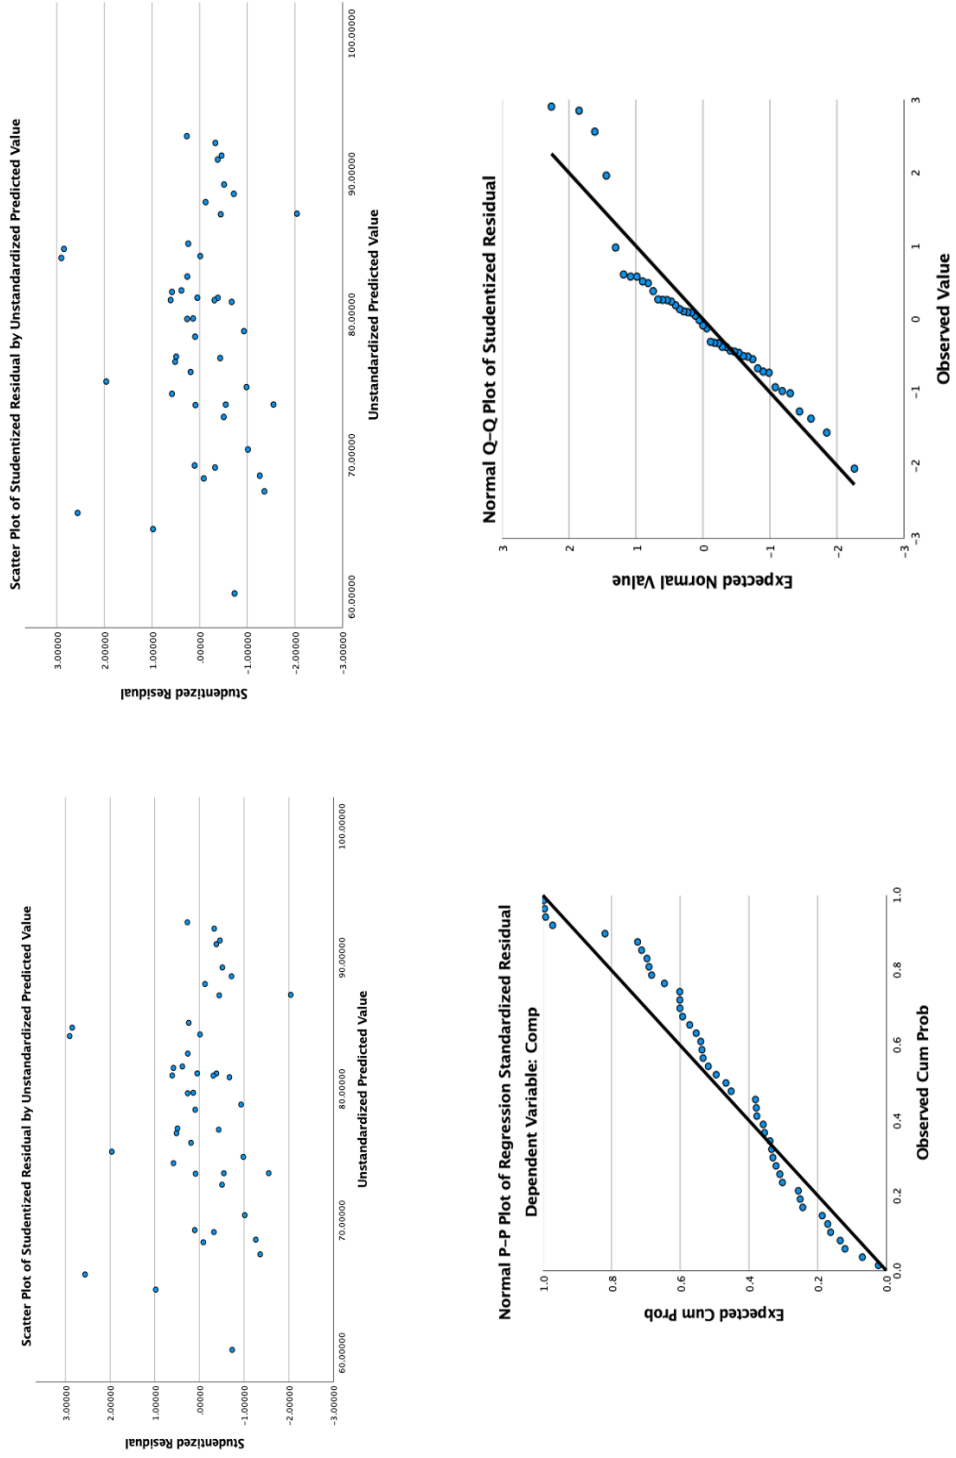 Scatter Plot of Studentized Residual by Unstandardized Predicted Value
Studentized Residual
3.00000
2.00000
1.00000
.00000
-1.00000
-2.00000
-3.00000
60.00000 70.00000 80.00000 90.00000 100.00000
Unstandardized Predicted Value
Scatter Plot of Studentized Residual by Unstandardized Predicted Value
Studentized Residual
3.00000
2.00000
1.00000
.00000
-1.00000
-2.00000
-3.00000
60.00000 70.00000 80.00000 90.00000 100.00000
Unstandardized Predicted Value
Normal P-P Plot of Regression Standardized Residual
Dependent Variable: Comp
Expected Cum Prob
1.0
0.8
0.6
0.4
0.2
0.0
0.0 0.2 0.4 0.6 0.8 1.0
Observed Cum Prob
Normal Q-Q Plot of Studentized Residual
Expected Normal Value
3
2
1
0
-1
-2
-3
-3 -2 -1 0 1 2 3
Observed Value